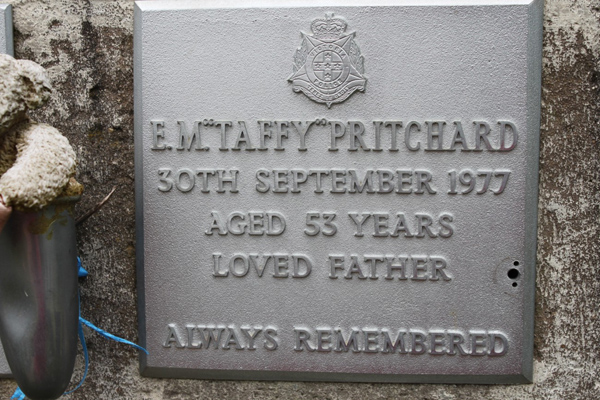 E.M. "TAFFY" PRITCHARD
30TH SEPTEMBER 1977
AGED 53 YEARS
LOVED FATHER
ALWAYS REMEMBERED